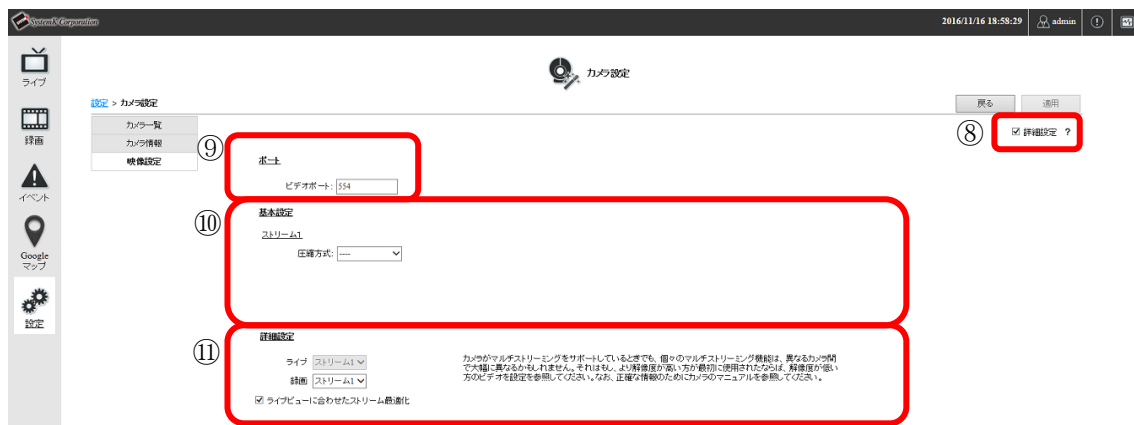 SystemK Corporation
2016/11/16 18:58:29
admin
ライブ
録画
イベント
Google
マップ
設定
カメラ設定
設定 > カメラ設定
戻る
適用
カメラ一覧
カメラ情報
映像設定
⑧
詳細設定 ?
⑨
ポート
ビデオポート: 554
⑩
基本設定
ストリーム1
圧縮方式: ----
⑪
詳細設定
ライブ ストリーム1
録画 ストリーム1
ライブビューに合わせたストリーム最適化
カメラがマルチストリーミングをサポートしているときでも、個々のマルチストリーミング機能は、異なるカメラ間
で大幅に異なるかもしれません。それはもし、より解像度が高い方が最初に使用されたならば、解像度が低い
方のビデオを設定を参照してください。なお、正確な情報のためにカメラのマニュアルを参照してください。